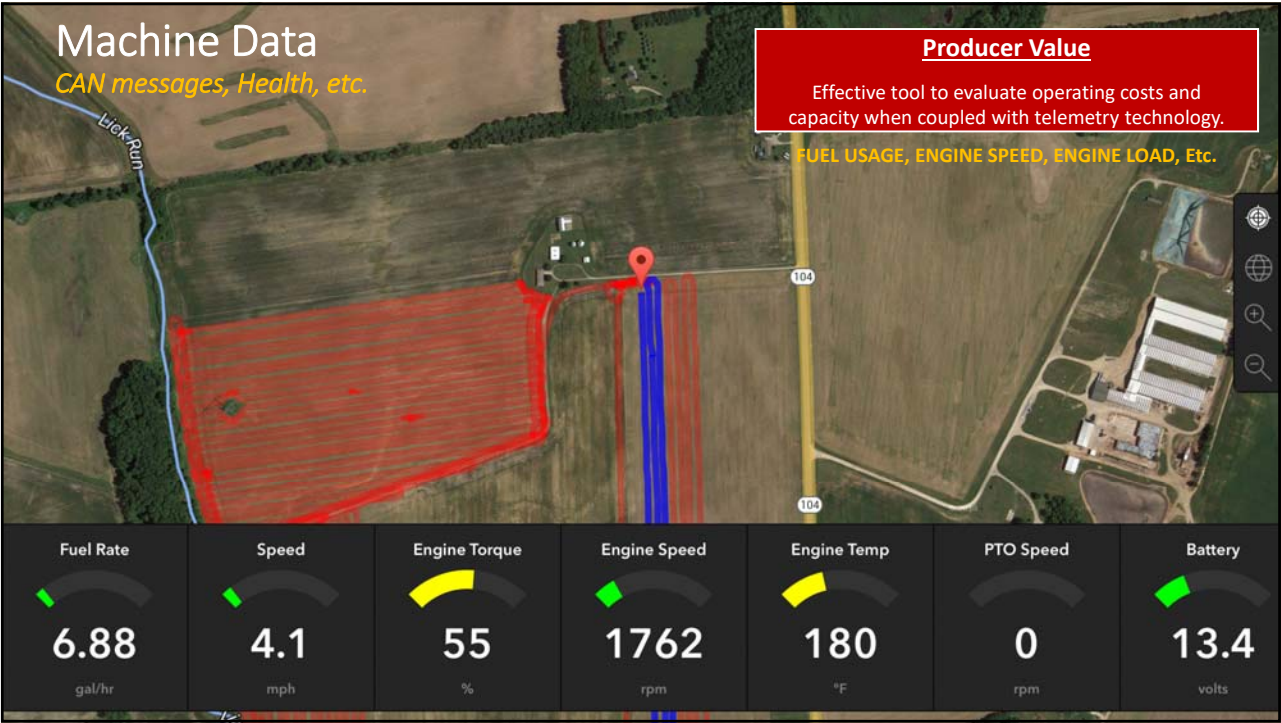 Machine Data
CAN messages, Health, etc.
Producer Value
Effective tool to evaluate operating costs and
capacity when coupled with telemetry technology.
FUEL USAGE, ENGINE SPEED, ENGINE LOAD, Etc.
Lick Run
104
104
Fuel Rate
6.88
gal/hr
Speed
4.1
mph
Engine Torque
55
%
Engine Speed
1762
rpm
Engine Temp
180
°F
PTO Speed
0
rpm
Battery
13.4
volts